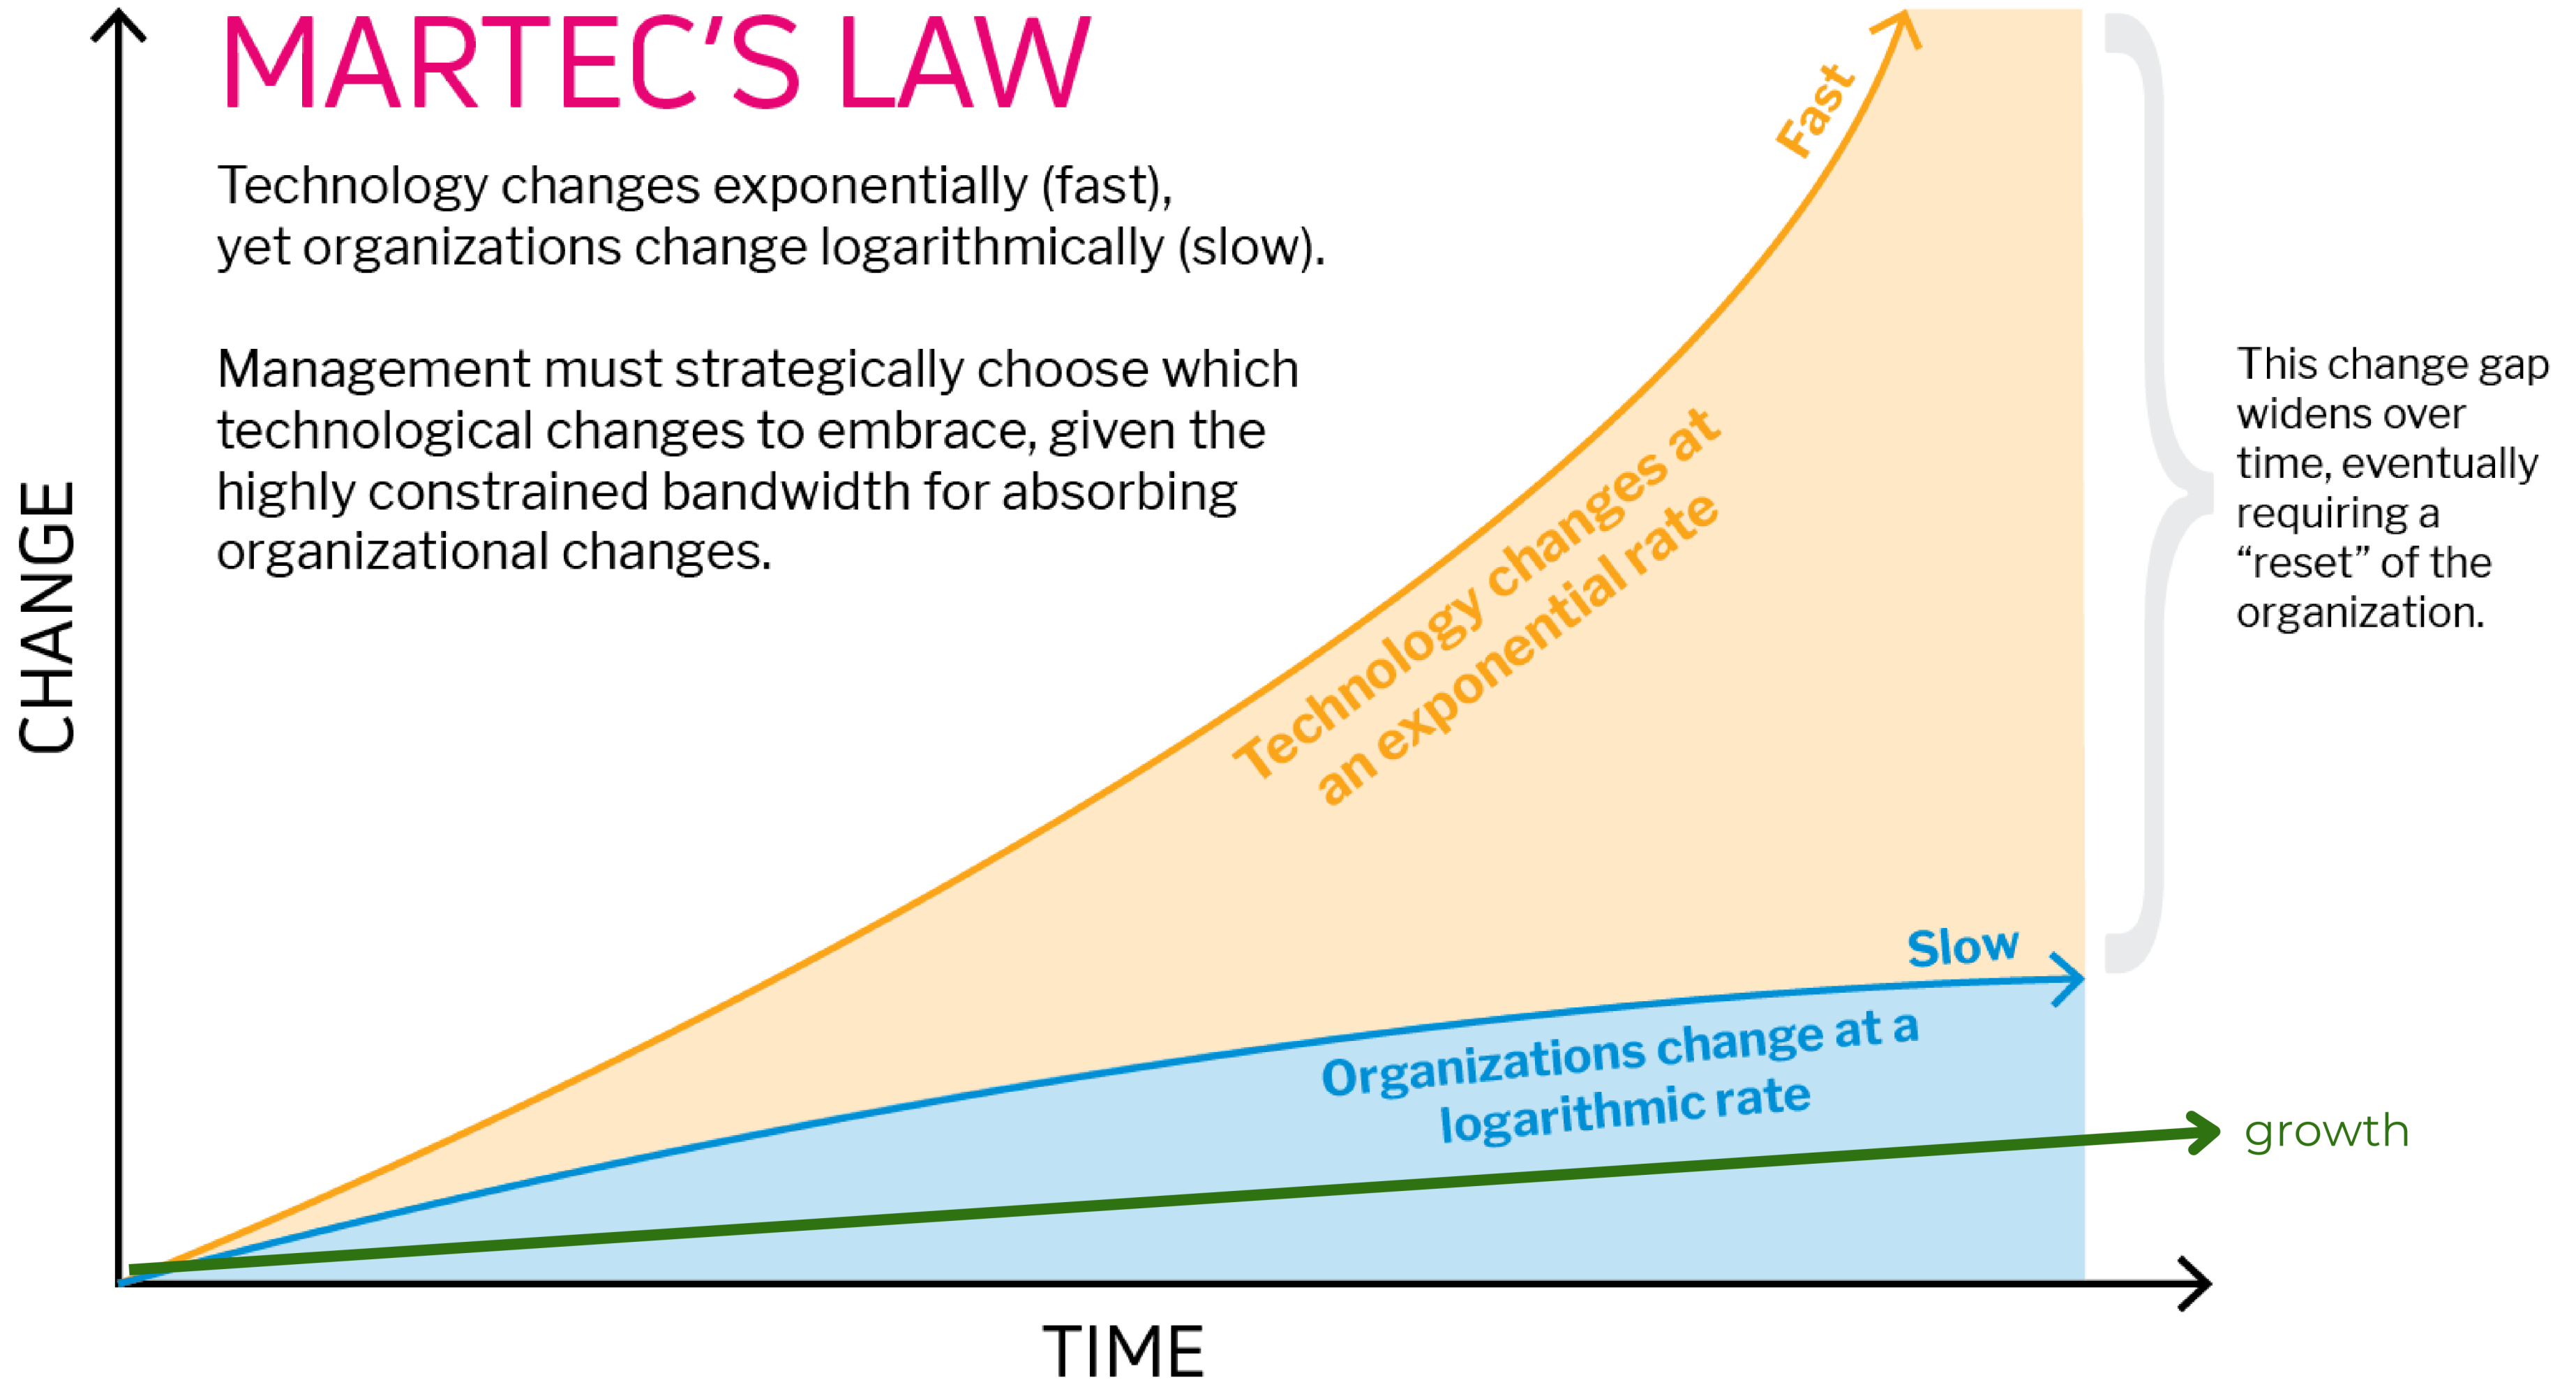 MARTEC’S LAW
Technology changes exponentially (fast),
yet organizations change logarithmically (slow).
Management must strategically choose which
technological changes to embrace, given the
highly constrained bandwidth for absorbing
organizational changes.
CHANGE
Fast
Technology changes at
an exponential rate
This change gap
widens over
time, eventually
requiring a
“reset” of the
organization.
Slow
Organizations change at a
logarithmic rate
growth
TIME